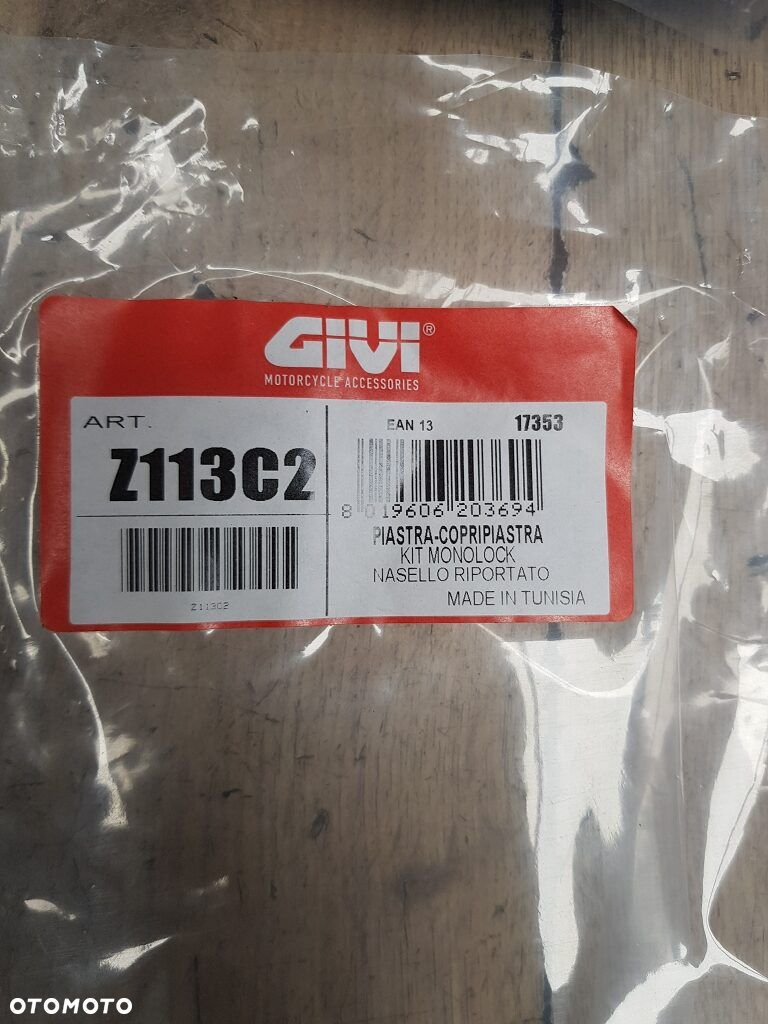 GIVI®
MOTORCYCLE ACCESSORIES
ART.
Z113C2
Z113C2
EAN 13 17353
8 019606 203694
PIASTRA-COPRIPIASTRA
KIT MONOLOCK
NASELLO RIPORTATO
MADE IN TUNISIA
OTOMOTO